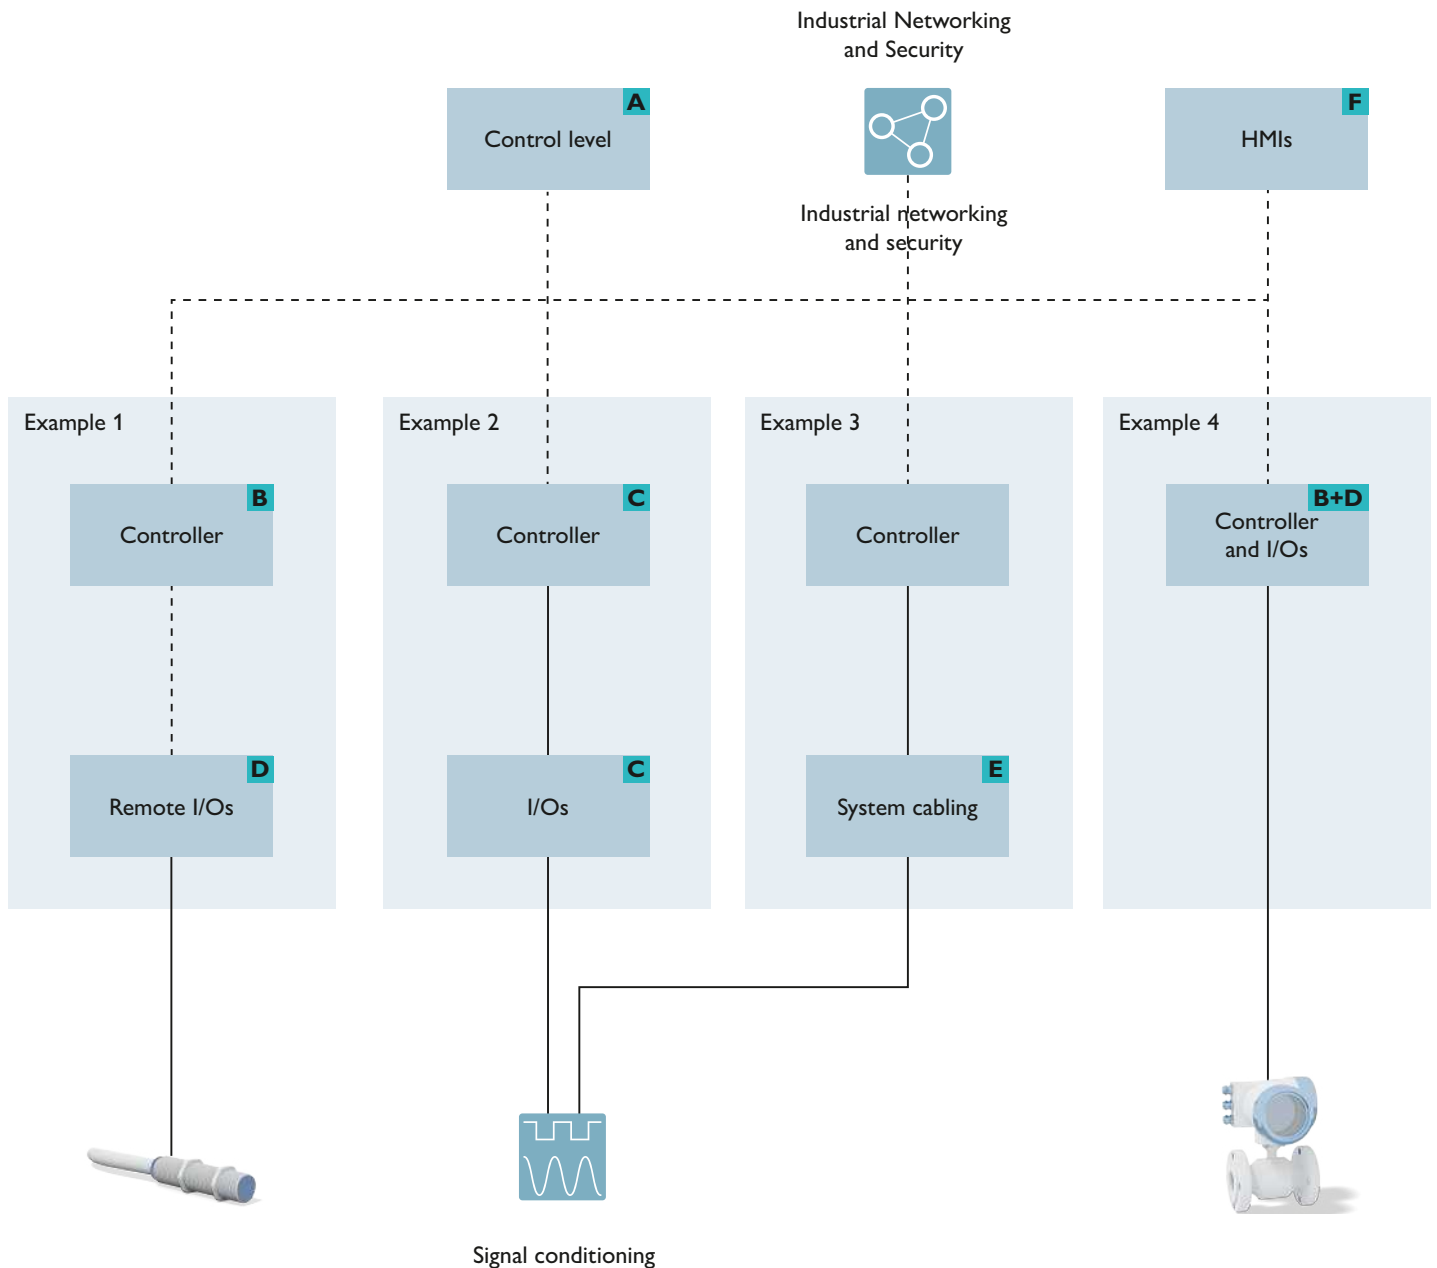 Industrial Networking
and Security
A
Control level
F
HMIs
Industrial networking
and security
Example 1
Example 2
Example 3
Example 4
B
Controller
C
Controller
Controller
B+D
Controller
and I/Os
D
Remote I/Os
C
I/Os
E
System cabling
Signal conditioning